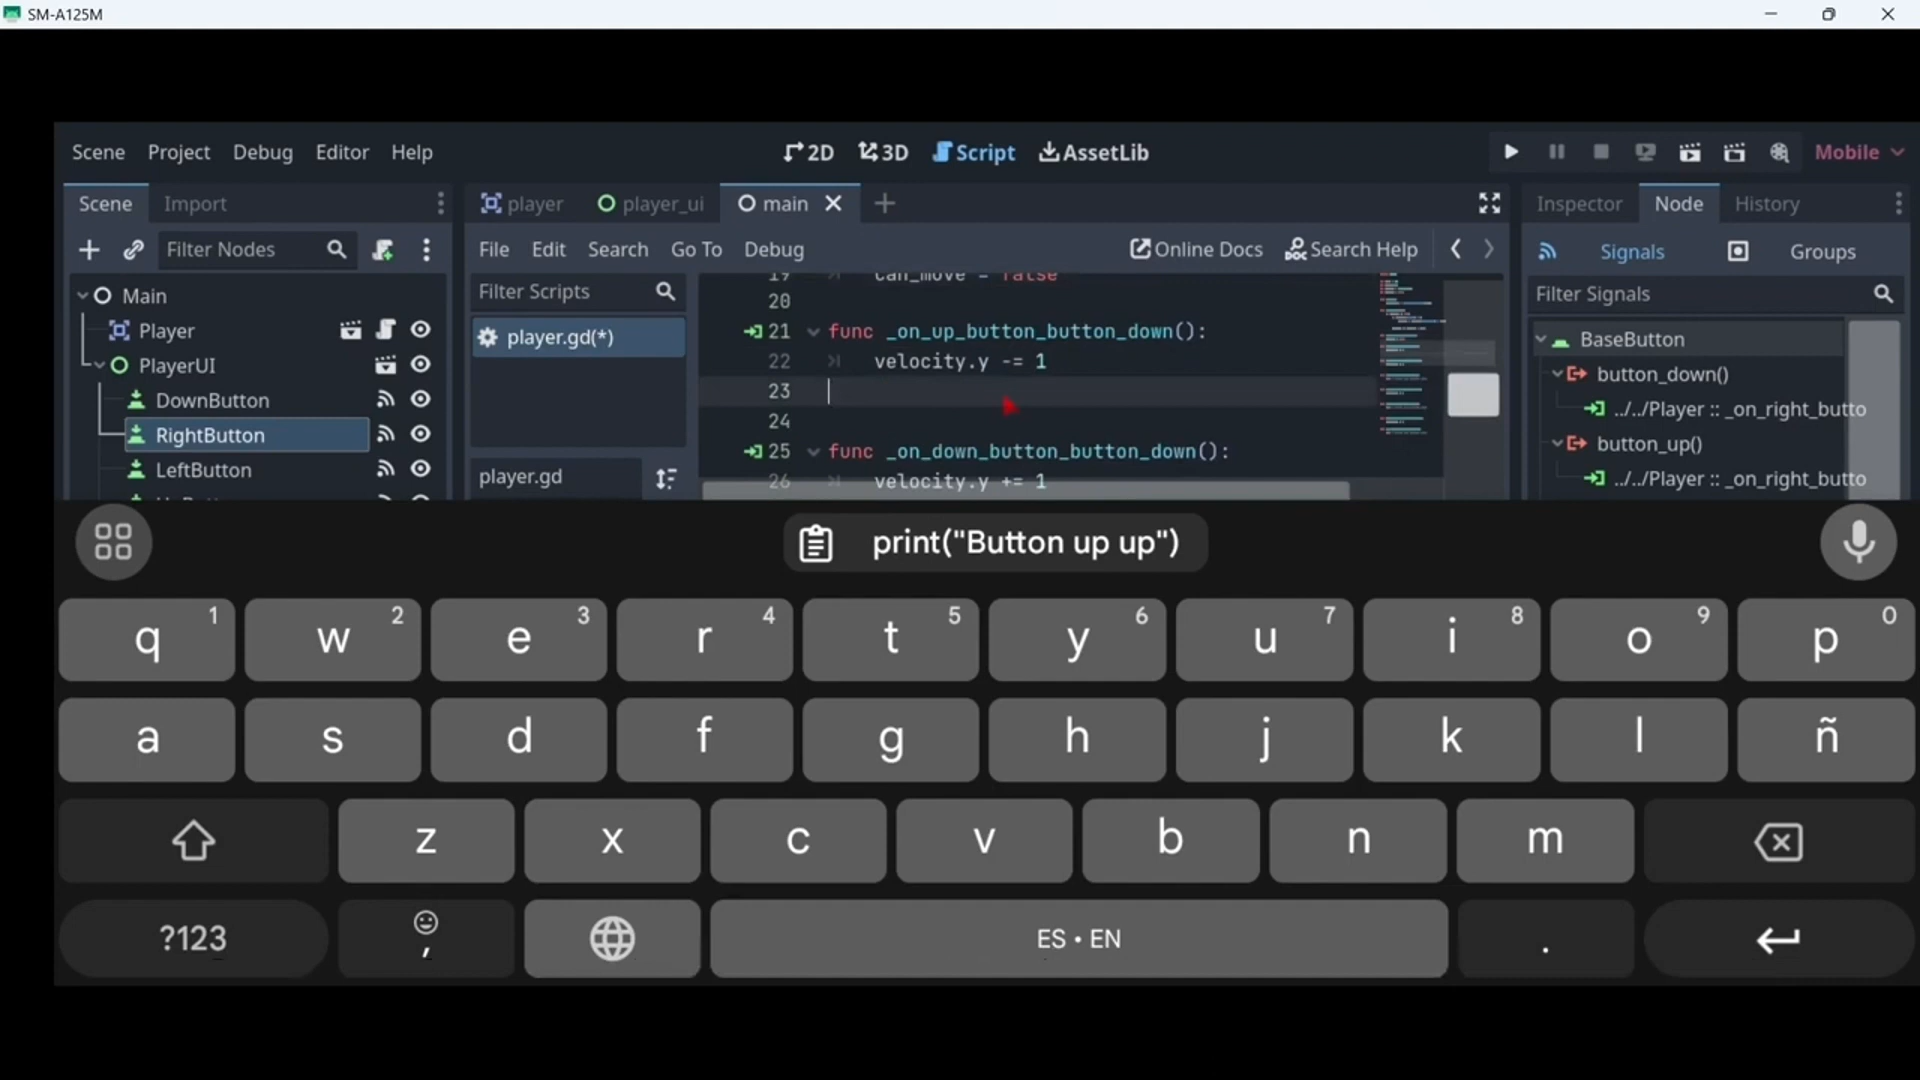 SM-A125M
Scene Project Debug Editor Help 2D 3D Script AssetLib Mobile
Scene Import player player_ui main Inspector Node History
Filter Nodes File Edit Search Go To Debug Online Docs Search Help Signals Groups
Main Filter Scripts 19 can_move = false Filter Signals
20
Player player.gd(*) 21 func _on_up_button_button_down(): BaseButton
PlayerUI 22 velocity.y -= 1 button_down()
DownButton 23 ../../Player :: _on_right_butto
RightButton 24 button_up()
LeftButton player.gd 25 func _on_down_button_button_down(): ../../Player :: _on_right_butto
26 velocity.y += 1
print("Button up up")
q 1 w 2 e 3 r 4 t 5 y 6 u 7 i 8 o 9 p 0
a s d f g h j k l ñ
z x c v b n m
?123 , ES • EN .